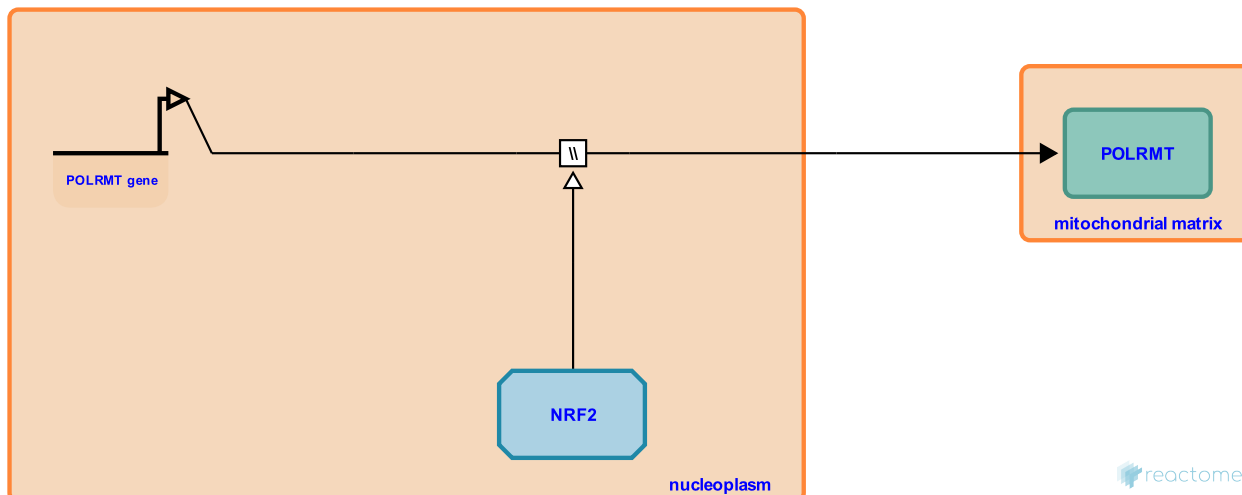 POLRMT gene
\\
POLRMT
mitochondrial matrix
NRF2
nucleoplasm
reactome